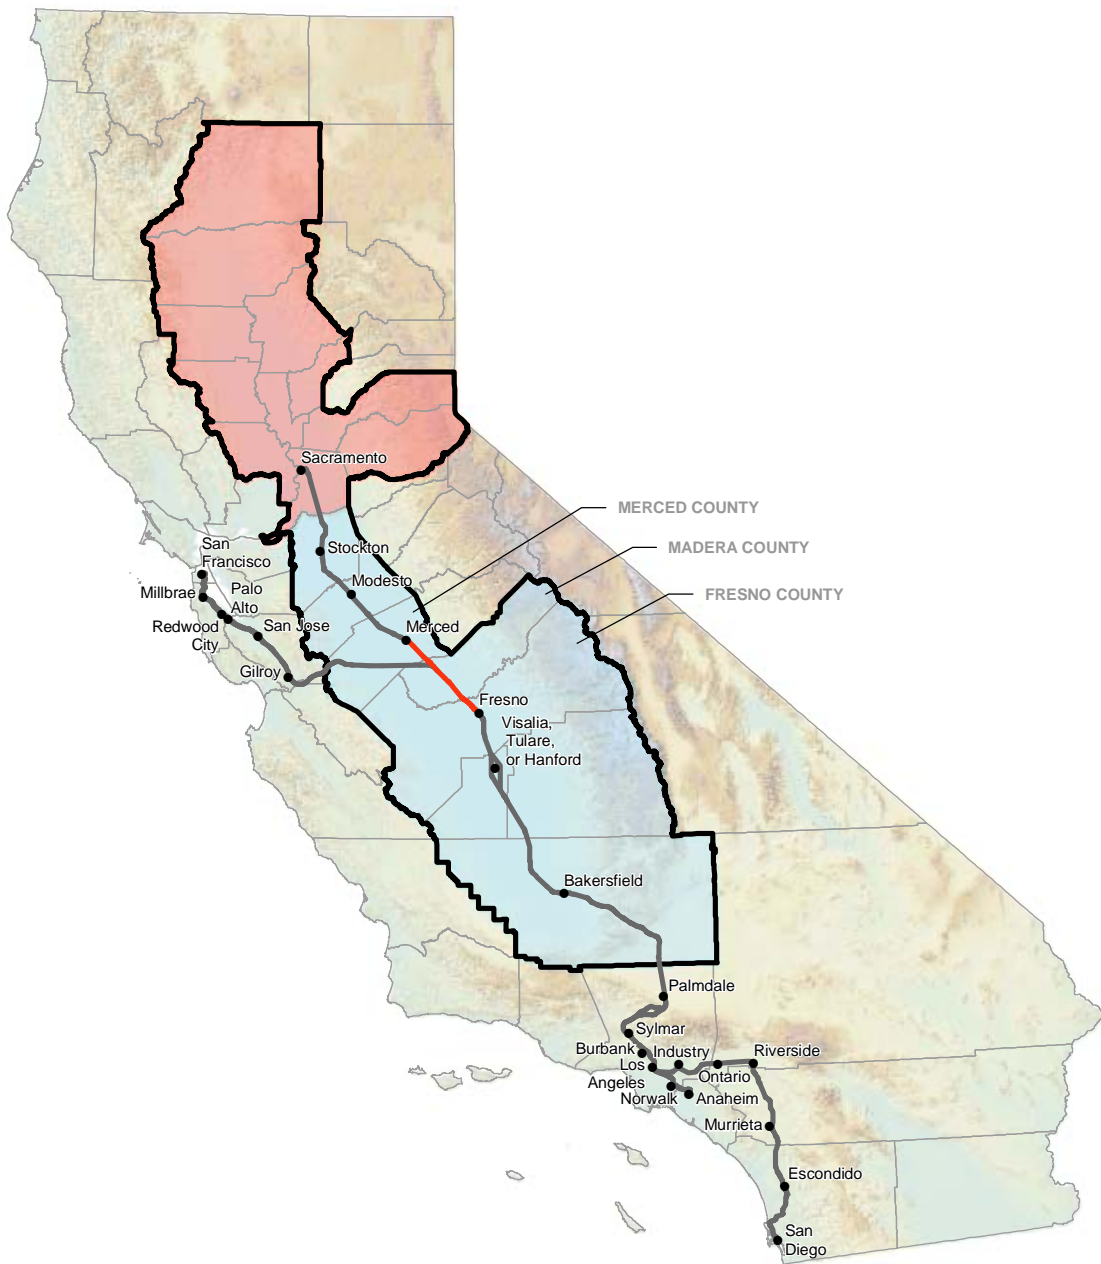 Sacramento
MERCED COUNTY
MADERA COUNTY
FRESNO COUNTY
San
Francisco
Stockton
Millbrae
Palo
Alto
Modesto
Redwood
City
San Jose
Merced
Gilroy
Fresno
Visalia,
Tulare,
or Hanford
Bakersfield
Palmdale
Sylmar
Burbank
Industry
Riverside
Los
Angeles
Ontario
Norwalk
Anaheim
Murrieta
Escondido
San
Diego